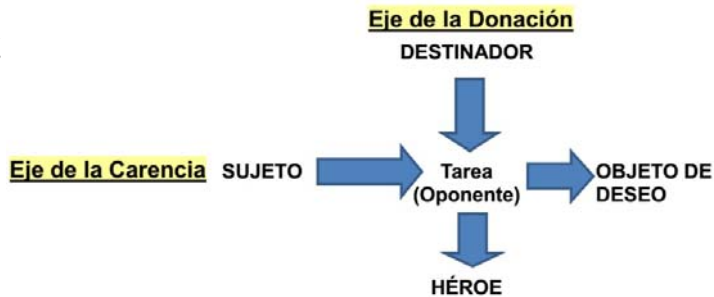 Eje de la Donación
DESTINADOR
Eje de la Carencia SUJETO Tarea OBJETO DE
(Oponente) DESEO
HÉROE